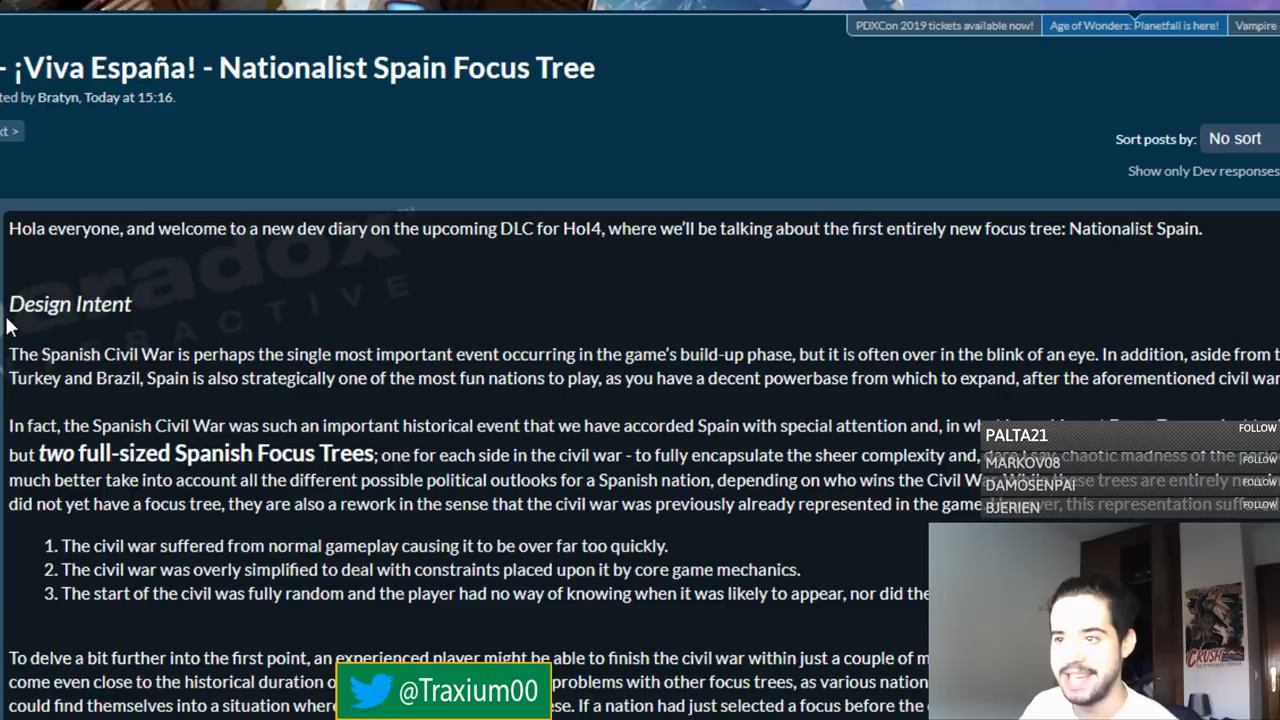 PDXCon 2019 tickets available now!
Age of Wonders: Planetfall is here!
Vampire
- ¡Viva España! - Nationalist Spain Focus Tree
ted by Bratyn, Today at 15:16.
xt >
Sort posts by: No sort
Show only Dev responses
paradox
INTERACTIVE
Hola everyone, and welcome to a new dev diary on the upcoming DLC for HoI4, where we'll be talking about the first entirely new focus tree: Nationalist Spain.
Design Intent
The Spanish Civil War is perhaps the single most important event occurring in the game's build-up phase, but it is often over in the blink of an eye. In addition, aside from t
Turkey and Brazil, Spain is also strategically one of the most fun nations to play, as you have a decent powerbase from which to expand, after the aforementioned civil war
In fact, the Spanish Civil War was such an important historical event that we have accorded Spain with special attention and, in
but two full-sized Spanish Focus Trees; one for each side in the civil war - to fully encapsulate the sheer complexity and, dare I say, chaotic madness of the
much better take into account all the different possible political outlooks for a Spanish nation, depending on who wins the Civil trees are entirely
did not yet have a focus tree, they are also a rework in the sense that the civil war was previously already represented in the game this representation
PALTA21 FOLLOW
MARKOV08 FOLLOW
DAMOSENPAI FOLLOW
BJERIEN FOLLOW
1. The civil war suffered from normal gameplay causing it to be over far too quickly.
2. The civil war was overly simplified to deal with constraints placed upon it by core game mechanics.
3. The start of the civil was fully random and the player had no way of knowing when it was likely to appear, nor did the
To delve a bit further into the first point, an experienced player might be able to finish the civil war within just a couple of m
come even close to the historical duration problems with other focus trees, as various nation
could find themselves into a situation If a nation had just selected a focus before the
@Traxium00
CRUSH